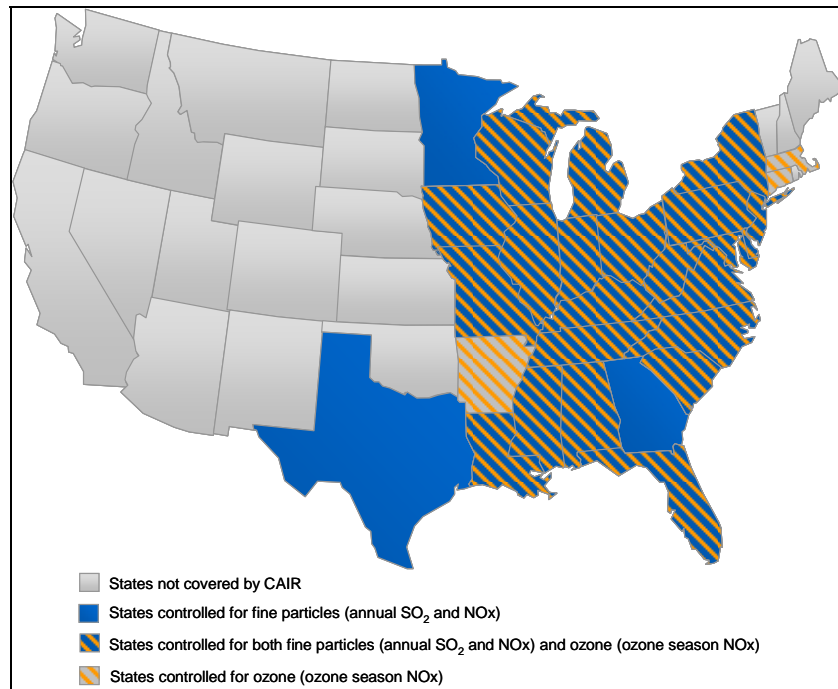 States not covered by CAIR
States controlled for fine particles (annual SO₂ and NOx)
States controlled for both fine particles (annual SO₂ and NOx) and ozone (ozone season NOx)
States controlled for ozone (ozone season NOx)